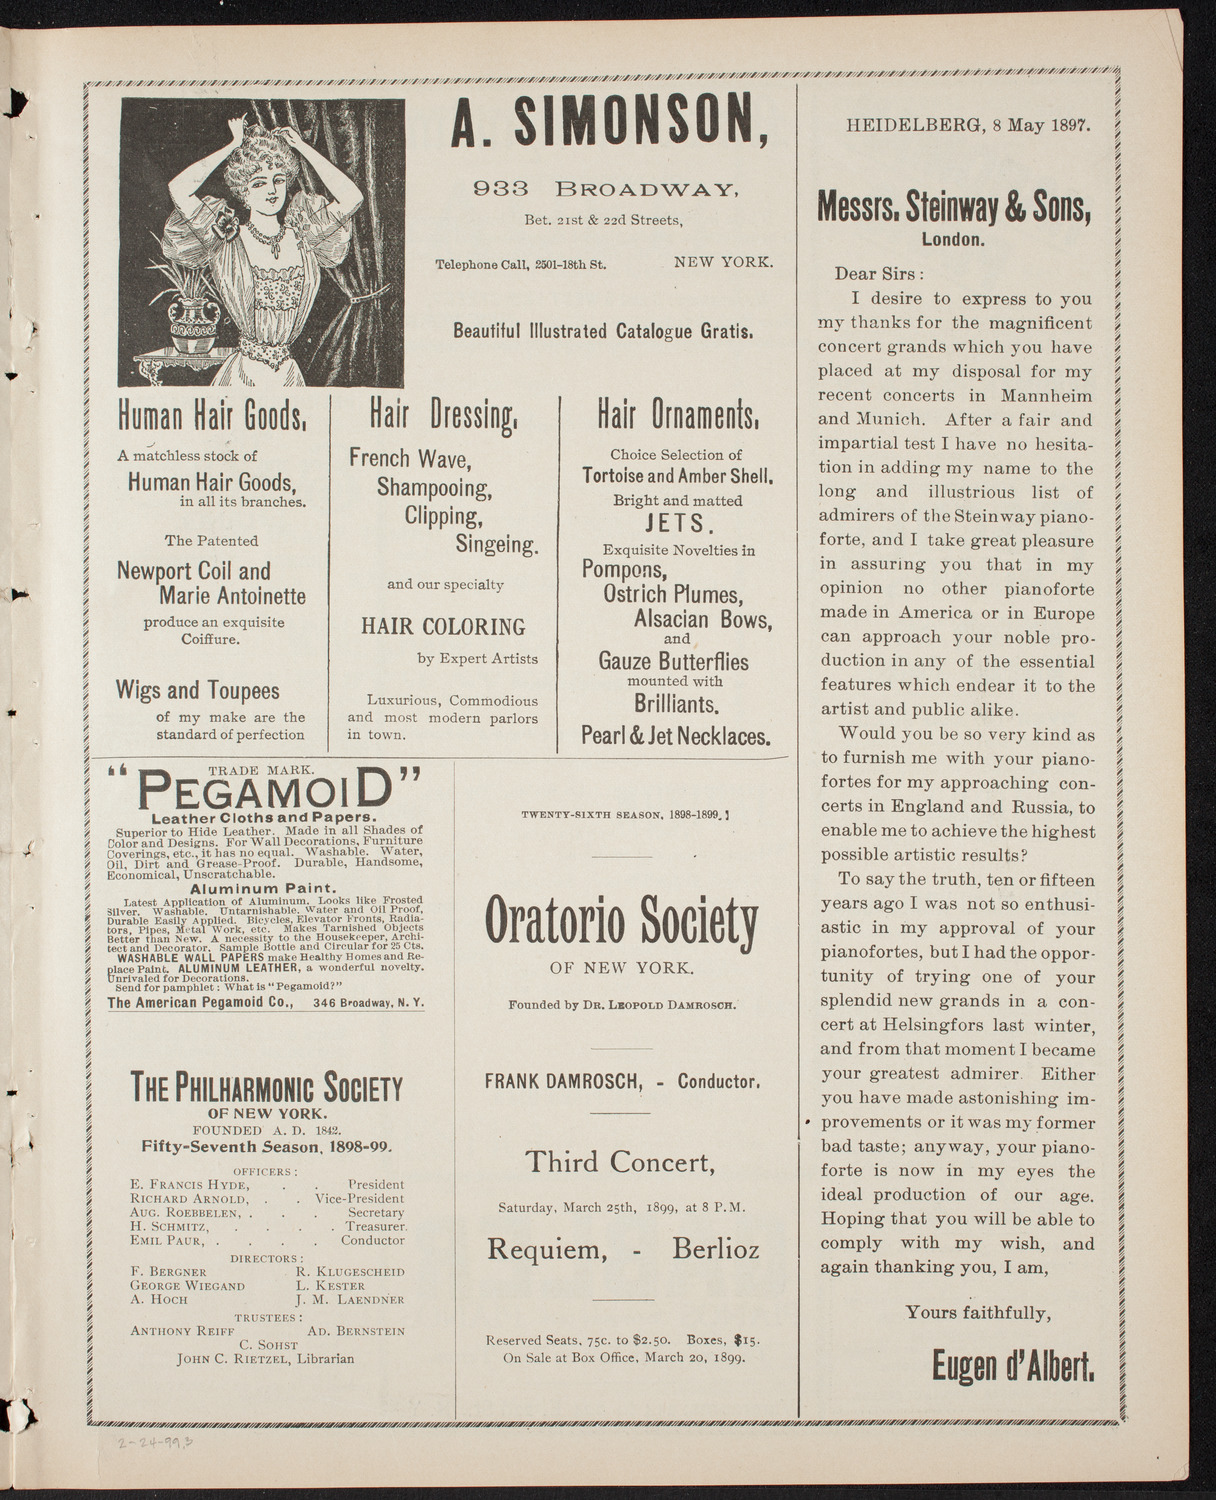 A. SIMONSON,
933 BROADWAY,
Bet. 21st & 22d Streets,
Telephone Call, 2501-18th St. NEW YORK.
Beautiful Illustrated Catalogue Gratis.
Human Hair Goods.
A matchless stock of
Human Hair Goods,
in all its branches.
The Patented
Newport Coil and
Marie Antoinette
produce an exquisite
Coiffure.
Wigs and Toupees
of my make are the
standard of perfection
Hair Dressing.
French Wave,
Shampooing,
Clipping,
Singeing.
and our specialty
HAIR COLORING
by Expert Artists
Luxurious, Commodious
and most modern parlors
in town.
Hair Ornaments.
Choice Selection of
Tortoise and Amber Shell.
Bright and matted
JETS.
Exquisite Novelties in
Pompons,
Ostrich Plumes,
Alsacian Bows,
and
Gauze Butterflies
mounted with
Brilliants.
Pearl & Jet Necklaces.
TRADE MARK.
"PEGAMOID"
Leather Cloths and Papers.
Superior to Hide Leather. Made in all Shades of
Color and Designs. For Wall Decorations, Furniture
Coverings, etc., it has no equal. Washable. Water,
Oil, Dirt and Grease-Proof. Durable, Handsome,
Economical, Unscratchable.
Aluminum Paint.
Latest Application of Aluminum. Looks like Frosted
Silver. Washable. Untarnishable. Water and Oil Proof,
Durable Easily Applied. Bicycles, Elevator Fronts, Radia-
tors, Pipes, Metal Work, etc. Makes Tarnished Objects
Better than New. A necessity to the Housekeeper, Archi-
tect and Decorator. Sample Bottle and Circular for 25 Cts.
WASHABLE WALL PAPERS make Healthy Homes and Re-
place Paint. ALUMINUM LEATHER, a wonderful novelty.
Unrivaled for Decorations.
Send for pamphlet: What is "Pegamoid?"
The American Pegamoid Co., 346 Broadway, N. Y.
THE PHILHARMONIC SOCIETY
OF NEW YORK.
FOUNDED A. D. 1842.
Fifty-Seventh Season, 1898-99.
OFFICERS:
E. FRANCIS HYDE, . . President
RICHARD ARNOLD, . . Vice-President
AUG. ROEBBELEN, . . . Secretary
H. SCHMITZ, . . . . Treasurer.
EMIL PAUR, . . . . Conductor
DIRECTORS:
F. BERGNER R. KLUGESCHEID
GEORGE WIEGAND L. KESTER
A. HOCH J. M. LAENDNER
TRUSTEES:
ANTHONY REIFF AD. BERNSTEIN
C. SOHST
JOHN C. RIETZEL, Librarian
TWENTY-SIXTH SEASON, 1898-1899.
Oratorio Society
OF NEW YORK.
Founded by DR. LEOPOLD DAMROSCH.
FRANK DAMROSCH, - Conductor.
Third Concert,
Saturday, March 25th, 1899, at 8 P.M.
Requiem, - Berlioz
Reserved Seats, 75c. to $2.50. Boxes, $15.
On Sale at Box Office, March 20, 1899.
HEIDELBERG, 8 May 1897.
Messrs. Steinway & Sons,
London.
Dear Sirs:
I desire to express to you
my thanks for the magnificent
concert grands which you have
placed at my disposal for my
recent concerts in Mannheim
and Munich. After a fair and
impartial test I have no hesita-
tion in adding my name to the
long and illustrious list of
admirers of the Steinway piano-
forte, and I take great pleasure
in assuring you that in my
opinion no other pianoforte
made in America or in Europe
can approach your noble pro-
duction in any of the essential
features which endear it to the
artist and public alike.
Would you be so very kind as
to furnish me with your piano-
fortes for my approaching con-
certs in England and Russia, to
enable me to achieve the highest
possible artistic results?
To say the truth, ten or fifteen
years ago I was not so enthusi-
astic in my approval of your
pianofortes, but I had the oppor-
tunity of trying one of your
splendid new grands in a con-
cert at Helsingfors last winter,
and from that moment I became
your greatest admirer. Either
you have made astonishing im-
provements or it was my former
bad taste; anyway, your piano-
forte is now in my eyes the
ideal production of our age.
Hoping that you will be able to
comply with my wish, and
again thanking you, I am,
Yours faithfully,
Eugen d'Albert.
2-24-99,3